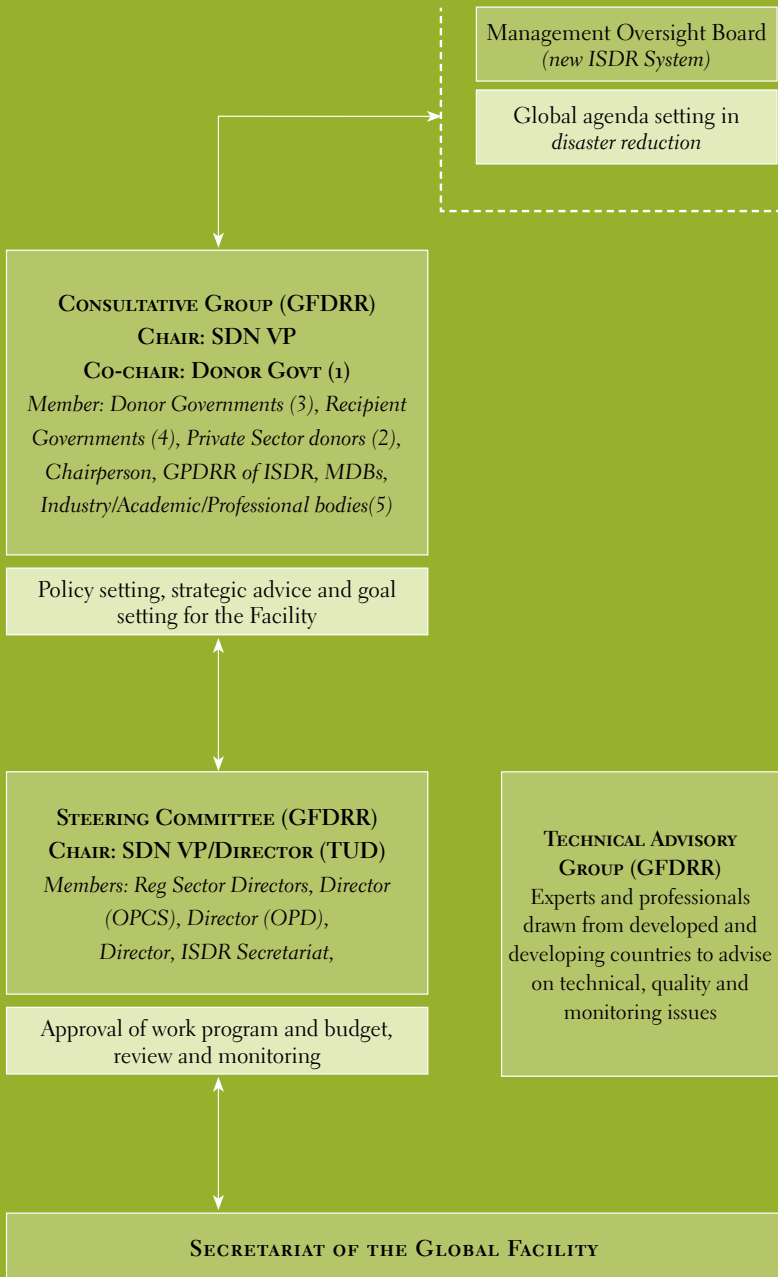 Management Oversight Board
(new ISDR System)
Global agenda setting in
disaster reduction
Consultative Group (GFDRR)
Chair: SDN VP
Co-chair: Donor Govt (1)
Member: Donor Governments (3), Recipient
Governments (4), Private Sector donors (2),
Chairperson, GPDRR of ISDR, MDBs,
Industry/Academic/Professional bodies(5)
Policy setting, strategic advice and goal
setting for the Facility
Steering Committee (GFDRR)
Chair: SDN VP/Director (TUD)
Members: Reg Sector Directors, Director
(OPCS), Director (OPD),
Director, ISDR Secretariat,
Approval of work program and budget,
review and monitoring
Technical Advisory
Group (GFDRR)
Experts and professionals
drawn from developed and
developing countries to advise
on technical, quality and
monitoring issues
Secretariat of the Global Facility